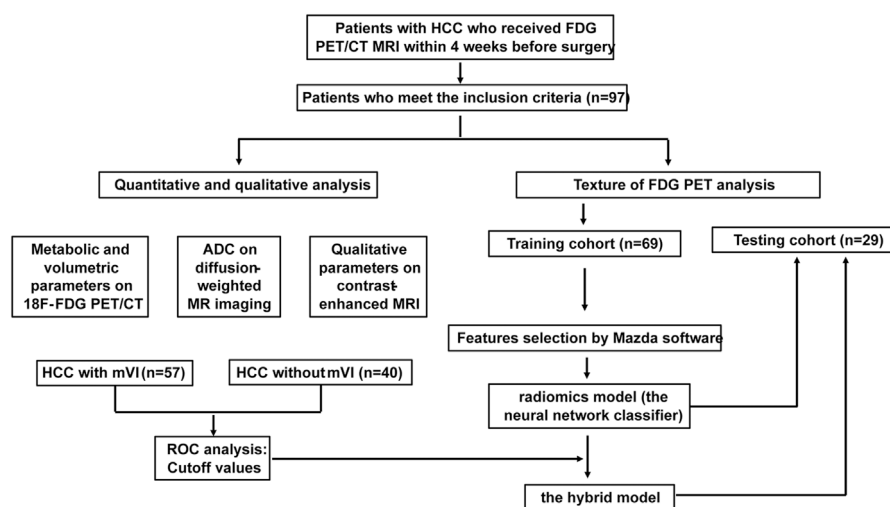 Patients with HCC who received FDG
PET/CT MRI within 4 weeks before surgery
Patients who meet the inclusion criteria (n=97)
Quantitative and qualitative analysis
Texture of FDG PET analysis
Metabolic and
volumetric
parameters on
18F-FDG PET/CT
ADC on
diffusion-
weighted
MR imaging
Qualitative
parameters on
contrast-
enhanced MRI
Training cohort (n=69)
Testing cohort (n=29)
Features selection by Mazda software
HCC with mVI (n=57)
HCC without mVI (n=40)
radiomics model (the
neural network classifier)
ROC analysis:
Cutoff values
the hybrid model